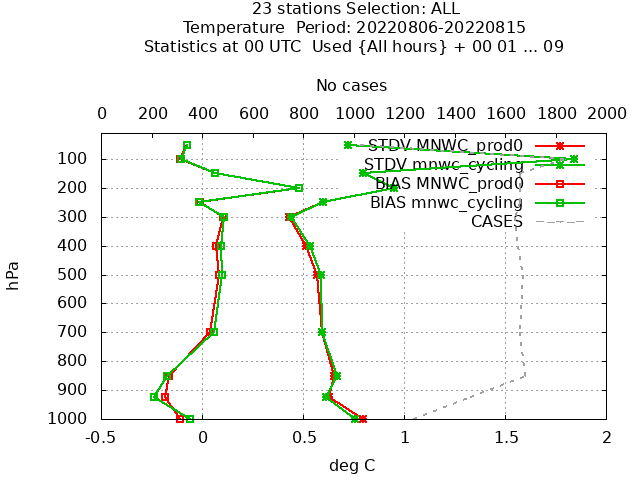 23 stations Selection: ALL
Temperature  Period: 20220806-20220815
Statistics at 00 UTC  Used {All hours} + 00 01 ... 09
No cases
0 200 400 600 800 1000 1200 1400 1600 1800 2000
STDV MNWC_prod0
STDV mnwc_cycling
BIAS MNWC_prod0
BIAS mnwc_cycling
CASES
hPa
100
200
300
400
500
600
700
800
900
1000
-0.5 0 0.5 1 1.5 2
deg C